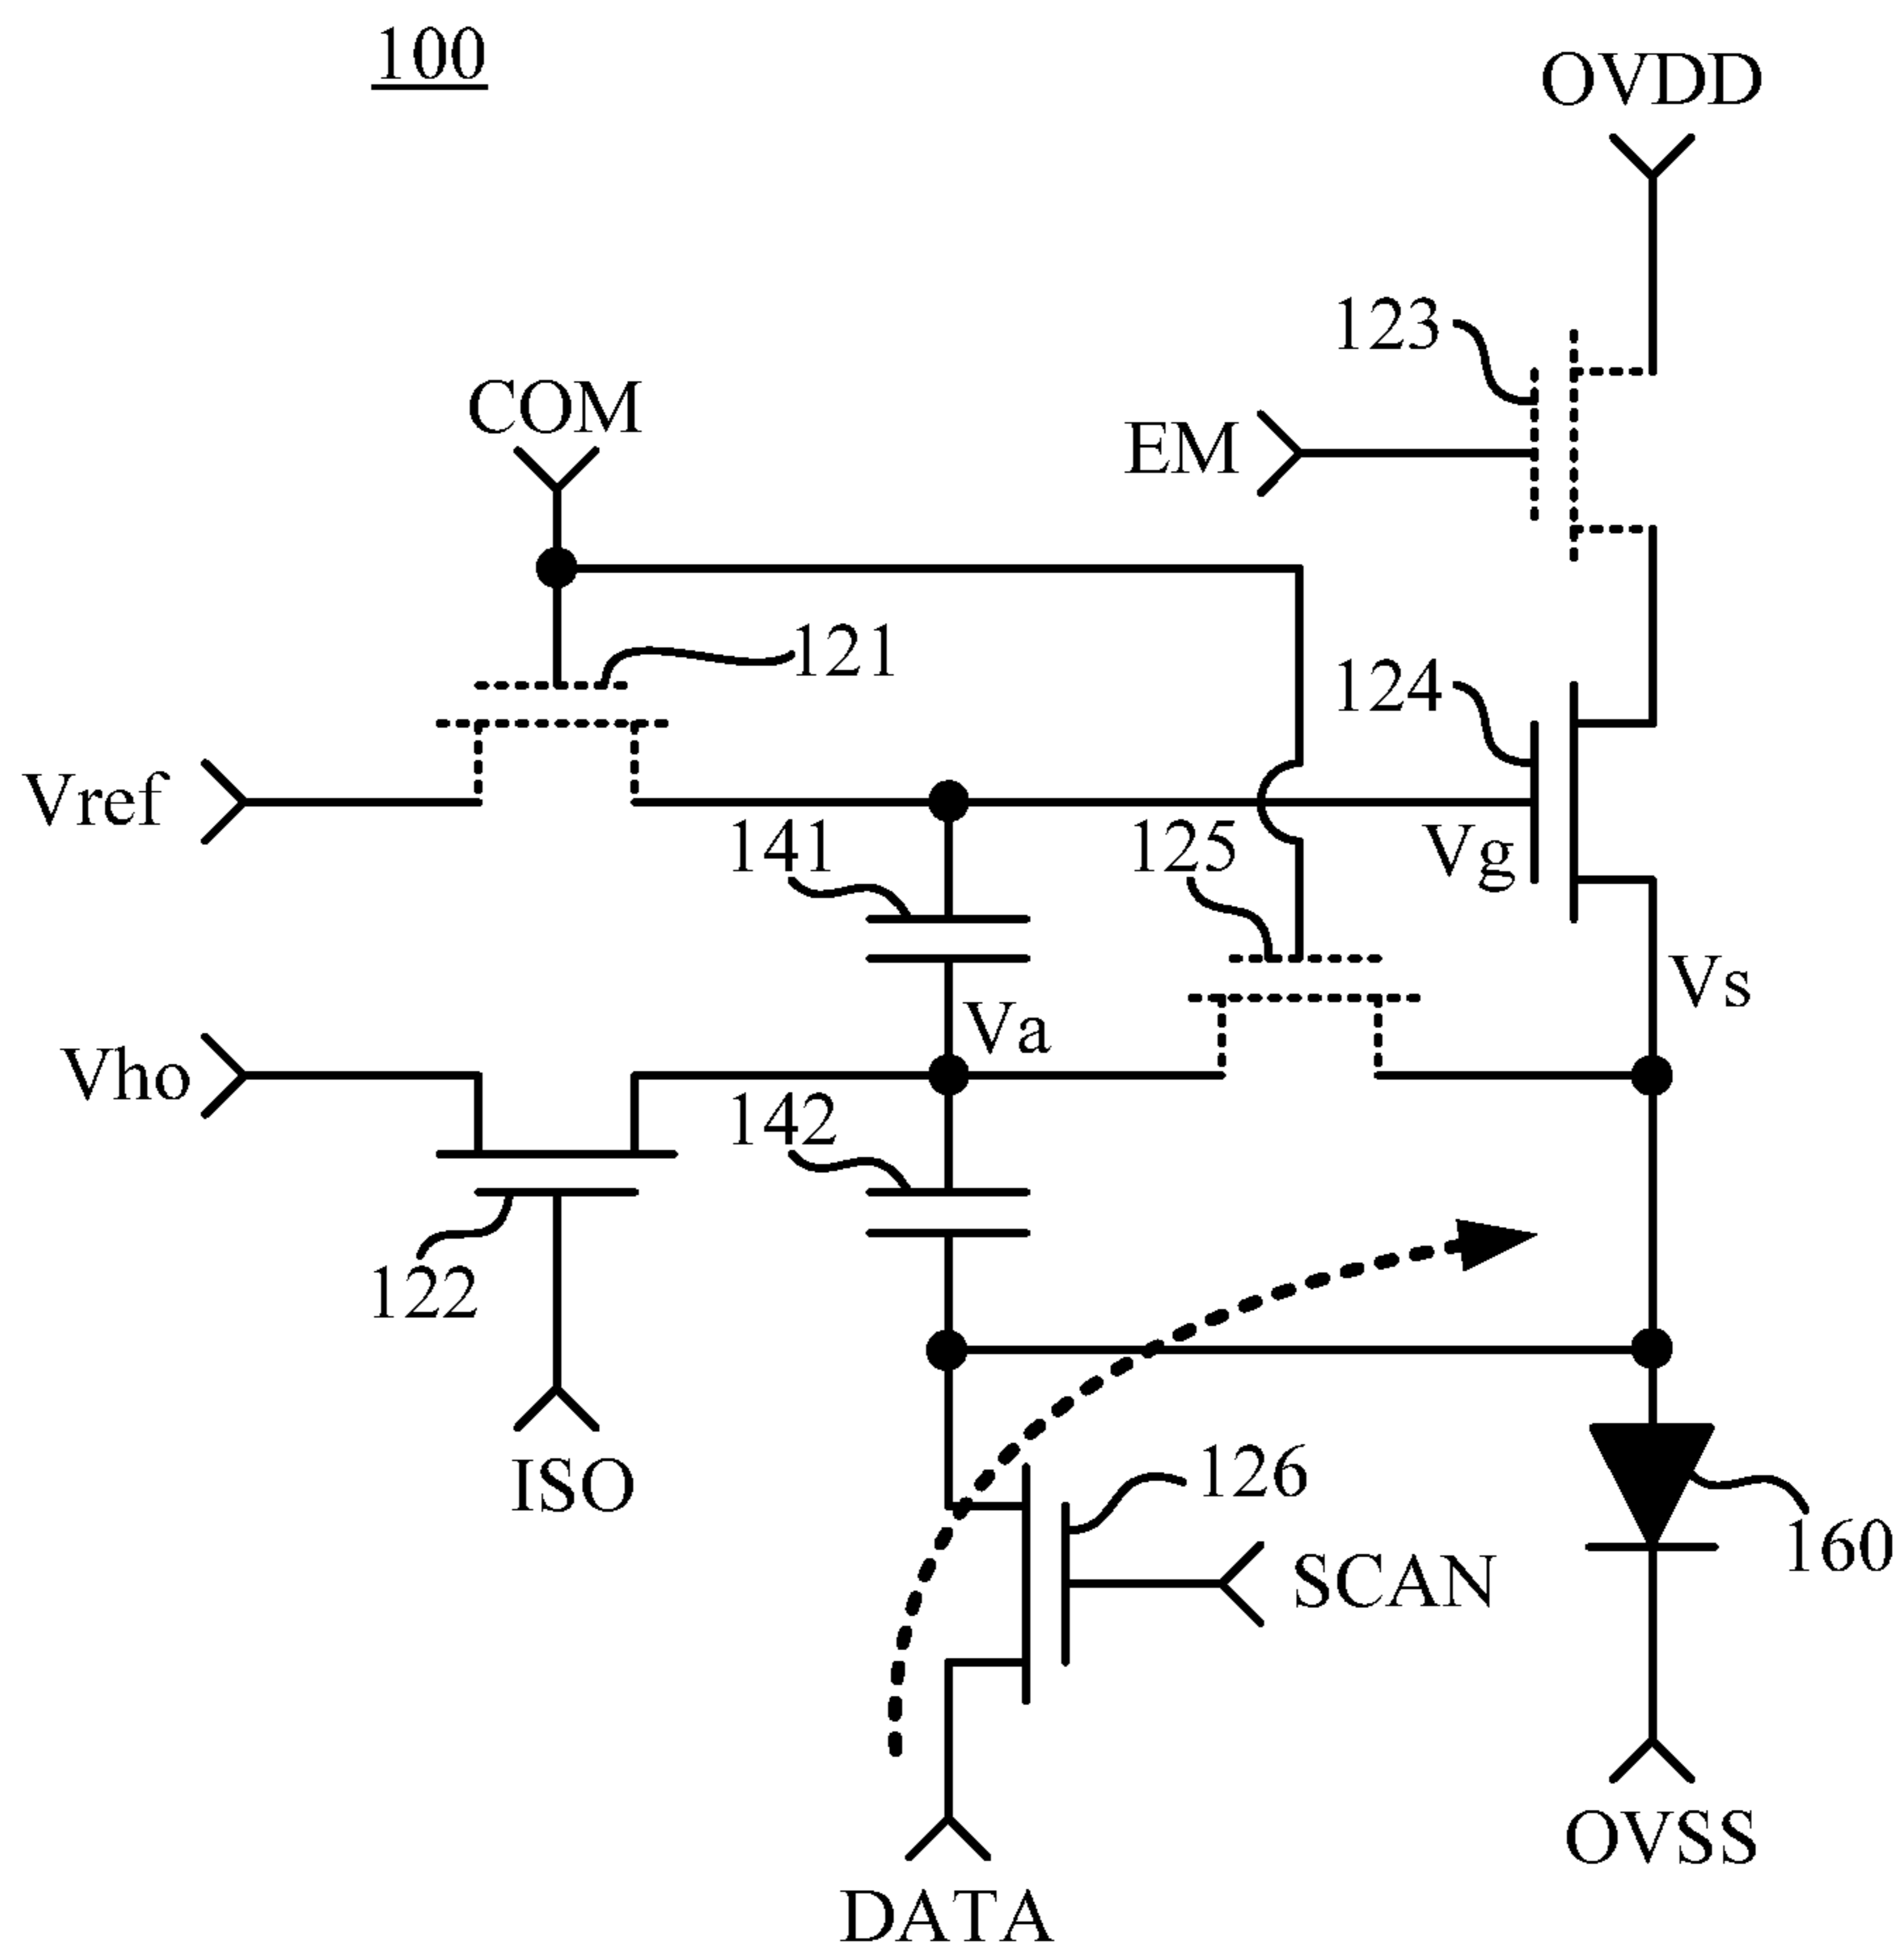 100
OVDD
123
COM
EM
121
124
Vref
141
125
Vg
Vs
Va
Vho
142
122
126
ISO
SCAN
160
OVSS
DATA